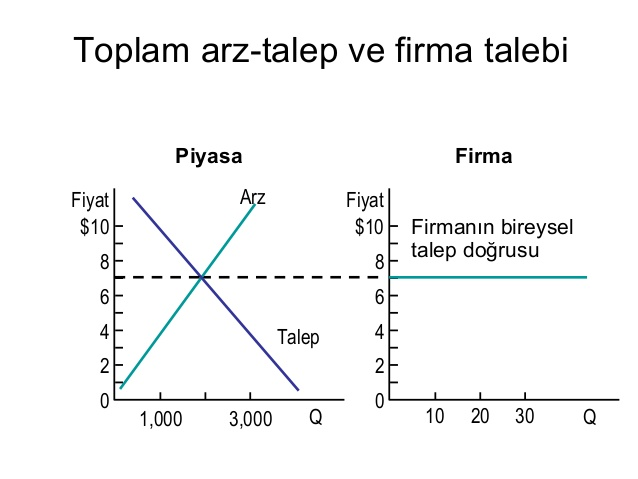 Toplam arz-talep ve firma talebi
Piyasa
Firma
Fiyat
Arz
Fiyat
$10
8
6
4
2
0
Talep
1,000
3,000
Q
$10
8
6
4
2
0
Firmanın bireysel
talep doğrusu
10
20
30
Q